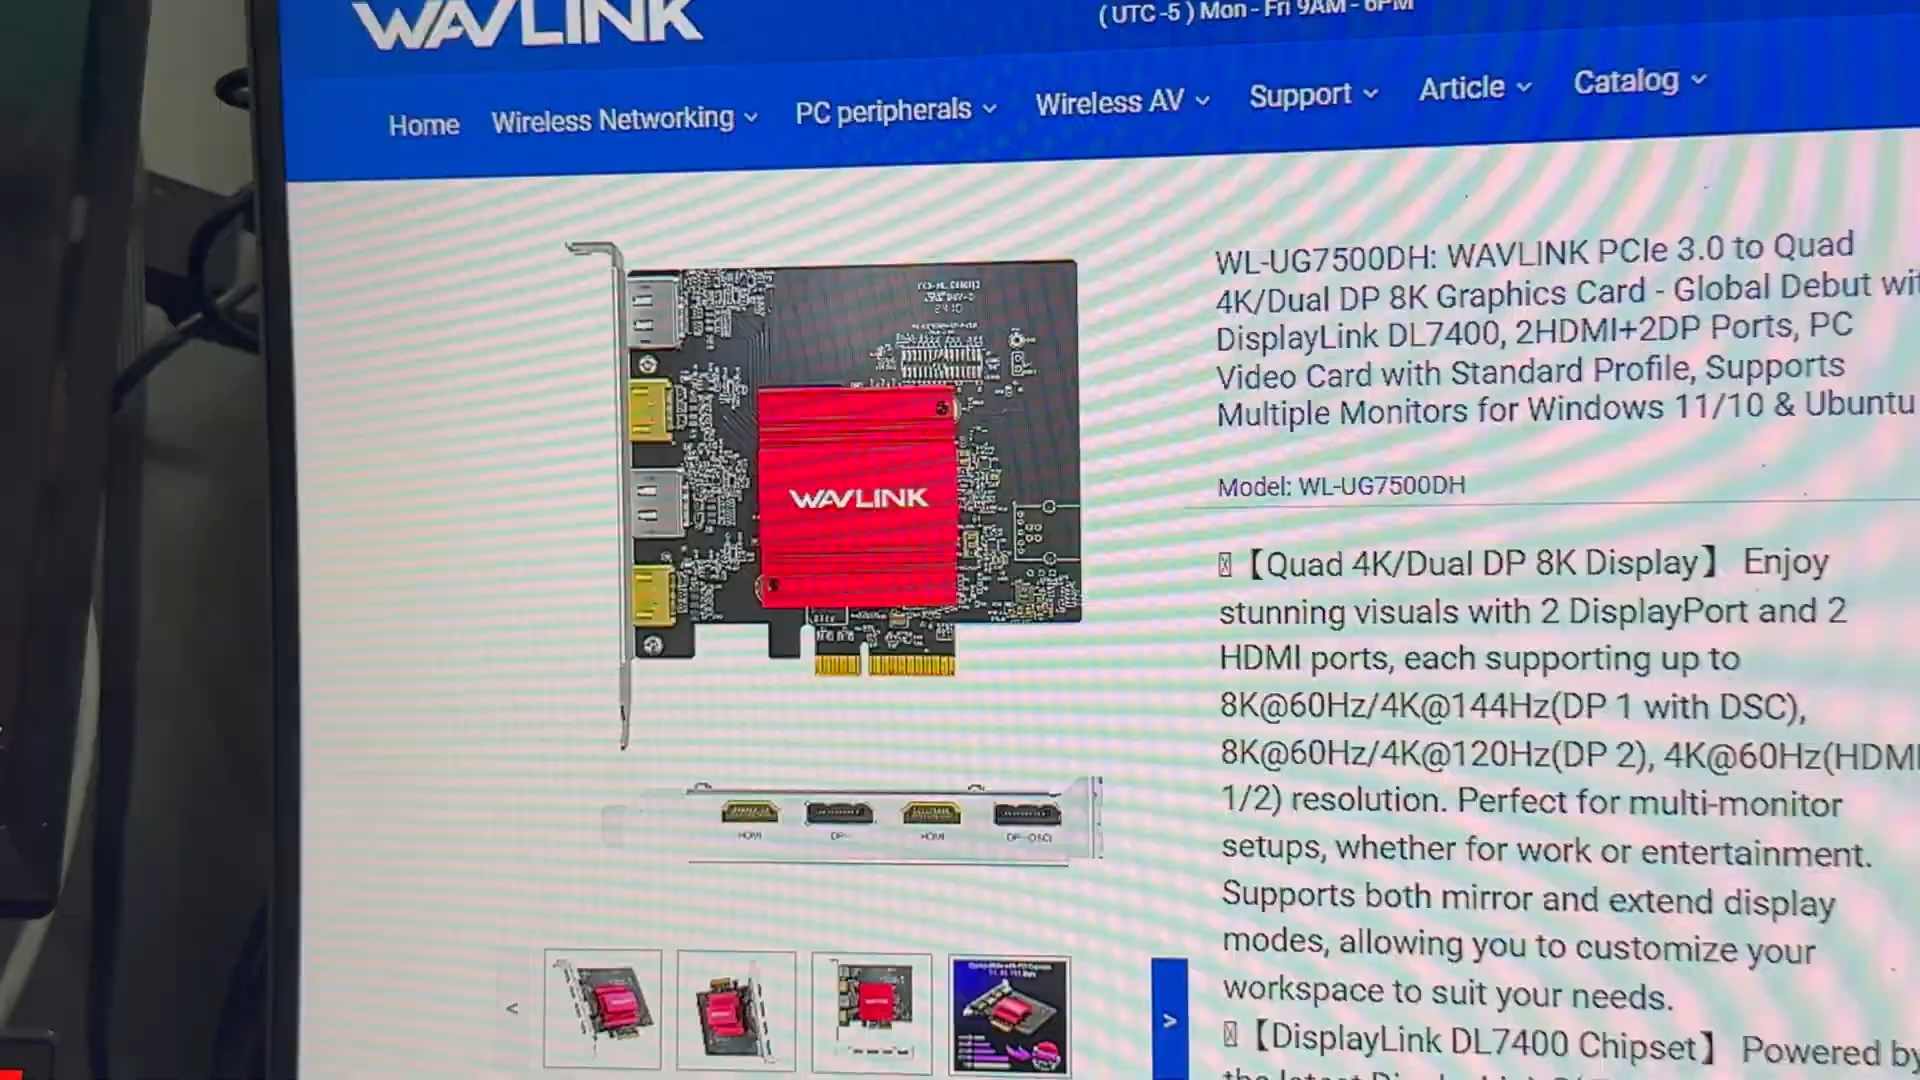 WAVLINK
( UTC -5 ) Mon - Fri 9AM - 6PM
Home Wireless Networking PC peripherals Wireless AV Support Article Catalog
WL-UG7500DH: WAVLINK PCIe 3.0 to Quad
4K/Dual DP 8K Graphics Card - Global Debut
DisplayLink DL7400, 2HDMI+2DP Ports, PC
Video Card with Standard Profile, Supports
Multiple Monitors for Windows 11/10 & Ubuntu
Model: WL-UG7500DH
WAVLINK
【Quad 4K/Dual DP 8K Display】 Enjoy
stunning visuals with 2 DisplayPort and 2
HDMI ports, each supporting up to
8K@60Hz/4K@144Hz(DP 1 with DSC),
8K@60Hz/4K@120Hz(DP 2), 4K@60Hz(HDMI
1/2) resolution. Perfect for multi-monitor
setups, whether for work or entertainment.
Supports both mirror and extend display
modes, allowing you to customize your
workspace to suit your needs.
【DisplayLink DL7400 Chipset】 Powered by
HDMI HDMI
< >